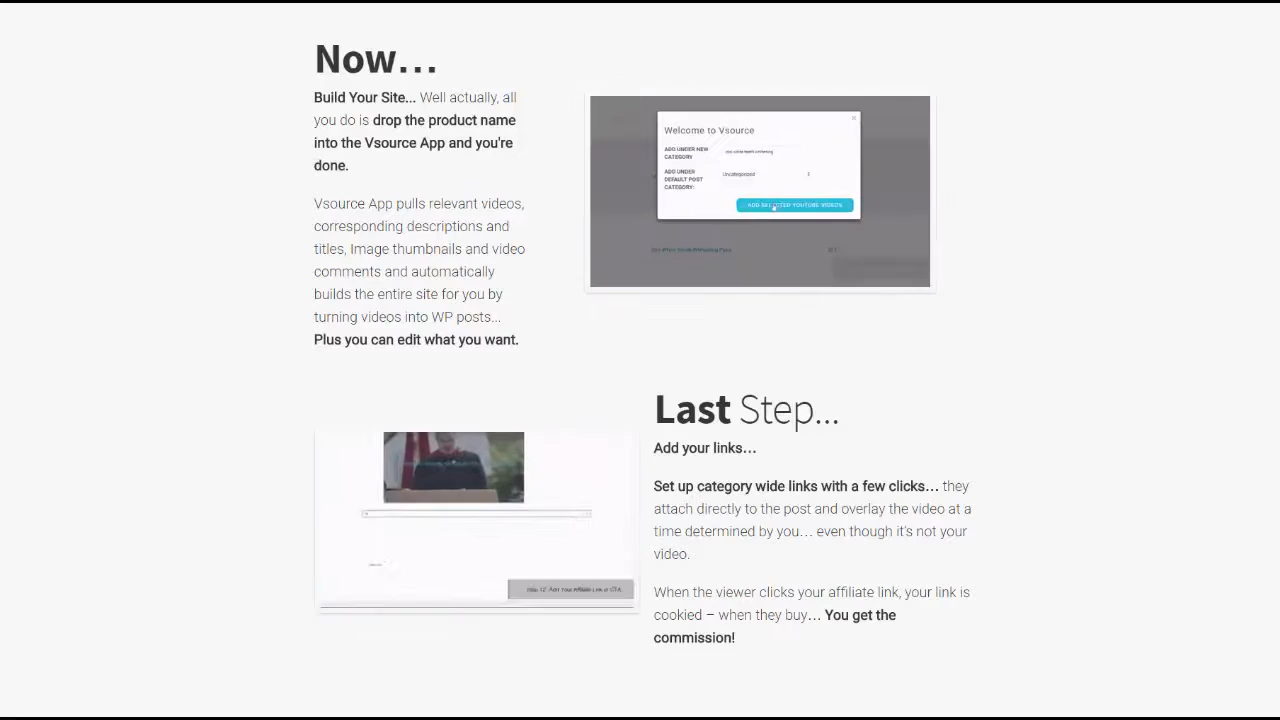 Now…
Build Your Site... Well actually, all
you do is drop the product name
into the Vsource App and you're
done.
Vsource App pulls relevant videos,
corresponding descriptions and
titles, Image thumbnails and video
comments and automatically
builds the entire site for you by
turning videos into WP posts...
Plus you can edit what you want.
Welcome to Vsource
ADD UNDER NEW
CATEGORY
ADD UNDER
DEFAULT POST
CATEGORY:
Uncategorized
ADD SELECTED YOUTUBE VIDEOS
Last Step...
Add your links…
Set up category wide links with a few clicks… they
attach directly to the post and overlay the video at a
time determined by you… even though it's not your
video.
When the viewer clicks your affiliate link, your link is
cookied – when they buy… You get the
commission!